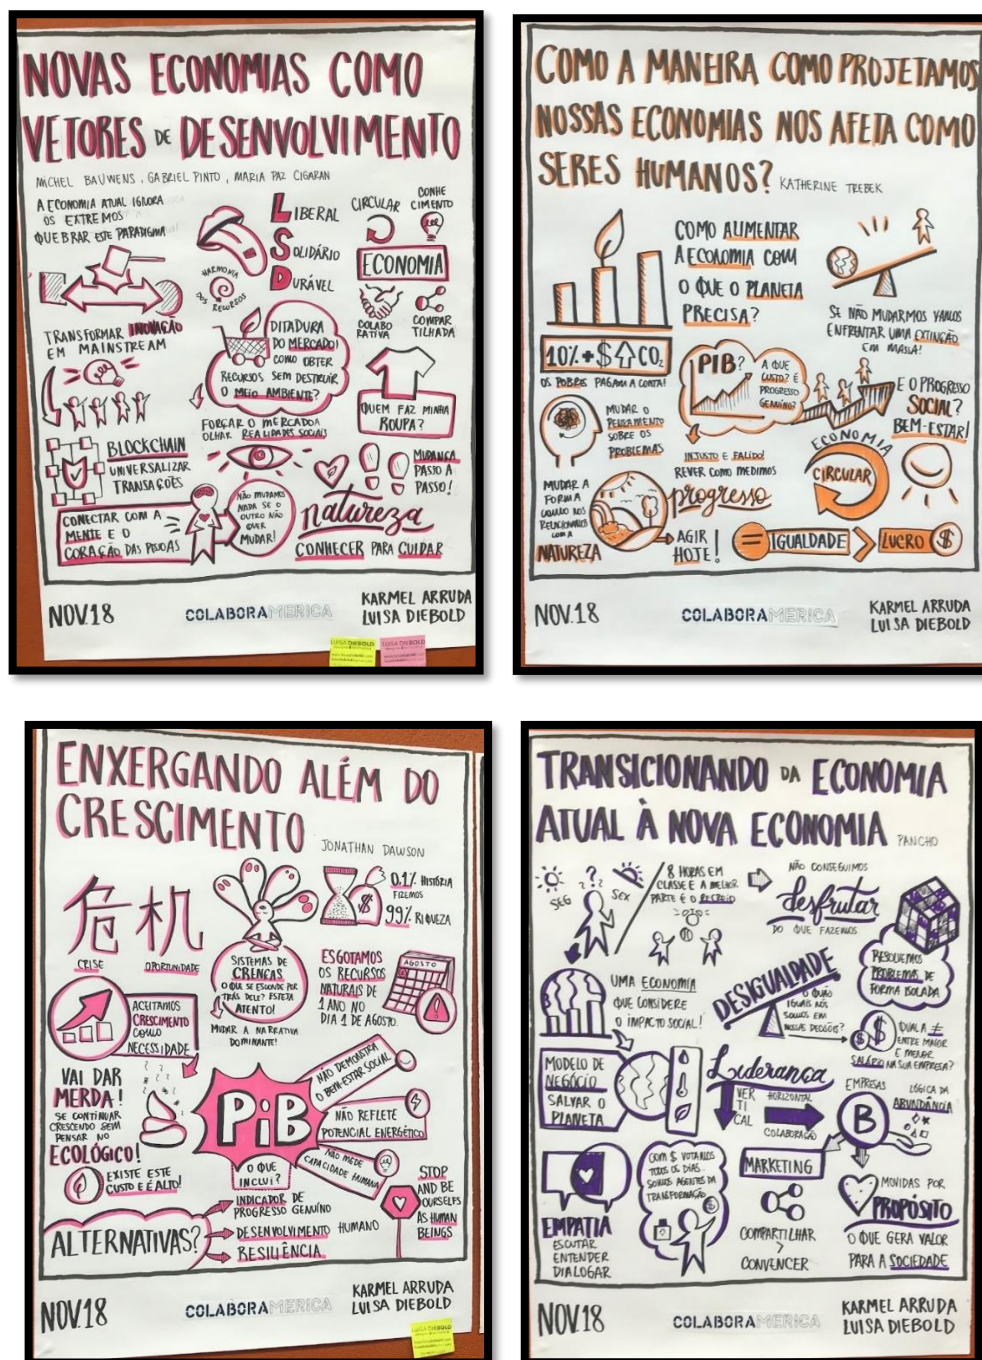 NOVAS ECONOMIAS COMO
VETORES DE DESENVOLVIMENTO
MICHEL BAUWENS, GABRIEL PINTO, MARIA PAZ CIGARAN
A ECONOMIA ATUAL IGNORA
OS EXTREMOS
QUEBRAR ESTE PARADIGMA
TRANSFORMAR INOVAÇÃO
EM MAINSTREAM
BLOCKCHAIN
UNIVERSALIZAR
TRANSAÇÕES
CONECTAR COM A
MENTE E O
CORAÇÃO DAS PESSOAS
LIBERAL
SOLIDÁRIO
DURÁVEL
HARMONIA
DOS RECURSOS
DITADURA
DO MERCADO!
COMO OBTER
RECURSOS SEM DESTRUIR
O MEIO AMBIENTE?
FORÇAR O MERCADO A
OLHAR REALIDADES SOCIAIS
NÃO MUDAMOS
NADA SE O
OUTRO NÃO
QUER
MUDAR!
CIRCULAR
CONHE
CIMENTO
ECONOMIA
COLABO
RATIVA
COMPAR
TILHADA
QUEM FAZ MINHA
ROUPA?
MUDANÇA
PASSO A
PASSO!
natureza
CONHECER PARA CUIDAR
NOV.18
COLABORAMERICA
KARMEL ARRUDA
LUISA DIEBOLD
LUISA DIEBOLD
LUISA DIEBOLD
COMO A MANEIRA COMO PROJETAMOS
NOSSAS ECONOMIAS NOS AFETA COMO
SERES HUMANOS?
KATHERINE TREBEK
COMO ALIMENTAR
A ECONOMIA COM
O QUE O PLANETA
PRECISA?
SE NÃO MUDARMOS VAMOS
ENFRENTAR UMA EXTINÇÃO
EM MASSA!
10% + $ CO₂
OS POBRES PAGAM A CONTA!
PIB?
A QUE
CUSTO? É
PROGRESSO
GENUÍNO?
E O PROGRESSO
SOCIAL?
BEM-ESTAR!
MUDAR O
PENSAMENTO
SOBRE OS
PROBLEMAS
INJUSTO E FALIDO!
REVER COMO MEDIMOS
progresso
ECONOMIA
CIRCULAR
MUDAR A
FORMA
COMO NOS
RELACIONAMOS
COM A
NATUREZA
AGIR
HOJE!
= IGUALDADE > LUCRO $
NOV.18
COLABORAMERICA
KARMEL ARRUDA
LUISA DIEBOLD
ENXERGANDO ALÉM DO
CRESCIMENTO
JONATHAN DAWSON
危机
CRISE
OPORTUNIDADE
SISTEMAS DE
CRENÇAS
O QUE SE ESCONDE POR
TRÁS DELE? ESTEJA
ATENTO!
MUDAR A NARRATIVA
DOMINANTE!
$
0.1% HISTÓRIA
FIZEMOS
99% RIQUEZA
ESGOTAMOS
OS RECURSOS
NATURAIS DE
1 ANO NO
DIA 1 DE AGOSTO.
AGOSTO
ACEITAMOS
CRESCIMENTO
COMO
NECESSIDADE
VAI DAR
MERDA!
SE CONTINUAR
CRESCENDO SEM
PENSAR NO
ECOLÓGICO!
EXISTE ESTE
CUSTO E É ALTO!
PiB
NÃO DEMONSTRA
O BEM-ESTAR SOCIAL
NÃO REFLETE
POTENCIAL ENERGÉTICO
NÃO MEDE
CAPACIDADE HUMANA
O QUE
INCLUI?
ALTERNATIVAS?
INDICADOR DE
PROGRESSO GENUÍNO
DESENVOLVIMENTO HUMANO
RESILIÊNCIA
STOP
AND BE
OURSELFS
AS HUMAN
BEINGS
NOV.18
COLABORAMERICA
KARMEL ARRUDA
LUISA DIEBOLD
LUISA DIEBOLD
TRANSICIONANDO DA ECONOMIA
ATUAL À NOVA ECONOMIA
PANCHO
SEG
SEX
8 HORAS EM
CLASSE E A MELHOR
PARTE É O RECREIO
NÃO CONSEGUIMOS
desfrutar
DO QUE FAZEMOS
RESOLVEMOS
PROBLEMAS DE
FORMA ISOLADA
UMA ECONOMIA
QUE CONSIDERE
O IMPACTO SOCIAL!
DESIGUALDADE
O QUÃO
IGUAIS NÓS
SOMOS EM
NOSSAS DECISÕES?
$ $
QUAL A ≠
ENTRE MAIOR
E MENOR
SALÁRIO NA SUA EMPRESA?
MODELO DE
NEGÓCIO
SALVAR O
PLANETA
Liderança
VER
TI
CAL
HORIZONTAL
COLABORAÇÃO
EMPRESAS
B
LÓGICA DA
ABUNDÂNCIA
EMPATIA
ESCUTAR
ENTENDER
DIALOGAR
COM $ VOTAMOS
TODOS OS DIAS.
SOMOS AGENTES DA
TRANSFORMAÇÃO
MARKETING
COMPARTILHAR
>
CONVENCER
MOVIDAS POR
PROPÓSITO
O QUE GERA VALOR
PARA A SOCIEDADE
NOV.18
COLABORAMERICA
KARMEL ARRUDA
LUISA DIEBOLD